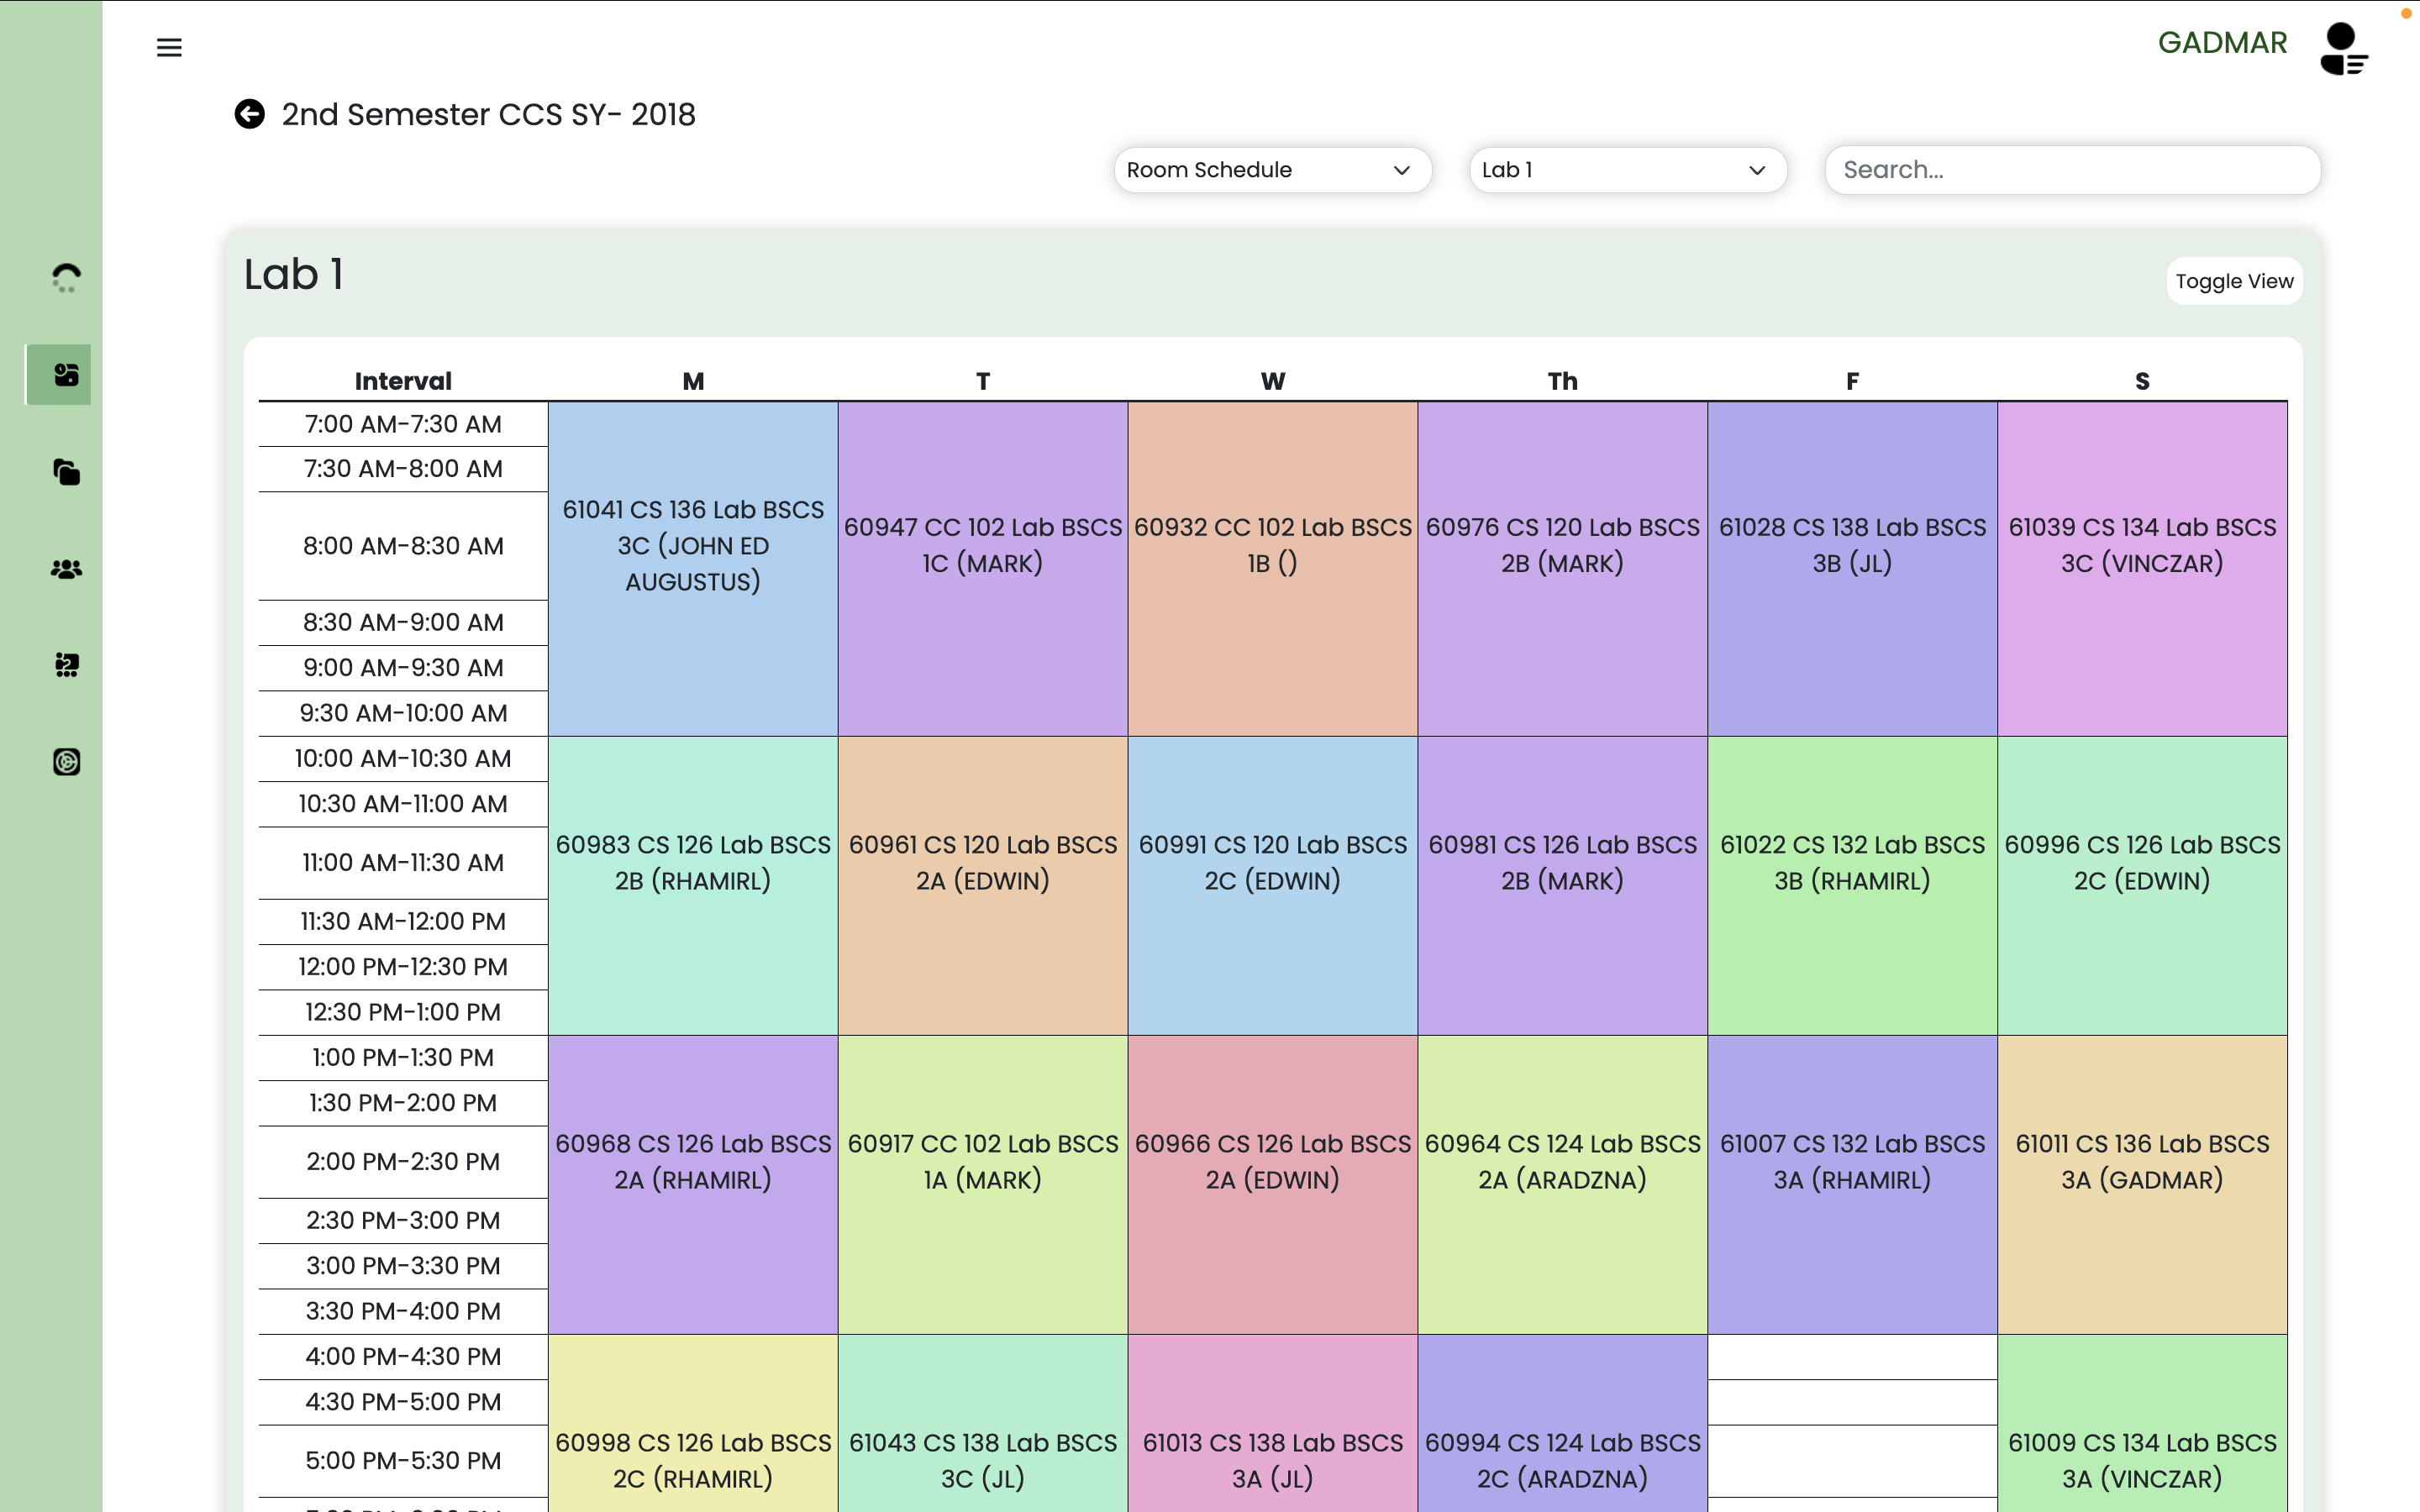 GADMAR
2nd Semester CCS SY- 2018
Room Schedule
Lab 1
Search...
Lab 1
Toggle View
Interval M T W Th F S
7:00 AM-7:30 AM
7:30 AM-8:00 AM
8:00 AM-8:30 AM
8:30 AM-9:00 AM
9:00 AM-9:30 AM
9:30 AM-10:00 AM
61041 CS 136 Lab BSCS
3C (JOHN ED
AUGUSTUS)
60947 CC 102 Lab BSCS
1C (MARK)
60932 CC 102 Lab BSCS
1B ()
60976 CS 120 Lab BSCS
2B (MARK)
61028 CS 138 Lab BSCS
3B (JL)
61039 CS 134 Lab BSCS
3C (VINCZAR)
10:00 AM-10:30 AM
10:30 AM-11:00 AM
11:00 AM-11:30 AM
11:30 AM-12:00 PM
12:00 PM-12:30 PM
12:30 PM-1:00 PM
60983 CS 126 Lab BSCS
2B (RHAMIRL)
60961 CS 120 Lab BSCS
2A (EDWIN)
60991 CS 120 Lab BSCS
2C (EDWIN)
60981 CS 126 Lab BSCS
2B (MARK)
61022 CS 132 Lab BSCS
3B (RHAMIRL)
60996 CS 126 Lab BSCS
2C (EDWIN)
1:00 PM-1:30 PM
1:30 PM-2:00 PM
2:00 PM-2:30 PM
2:30 PM-3:00 PM
3:00 PM-3:30 PM
3:30 PM-4:00 PM
60968 CS 126 Lab BSCS
2A (RHAMIRL)
60917 CC 102 Lab BSCS
1A (MARK)
60966 CS 126 Lab BSCS
2A (EDWIN)
60964 CS 124 Lab BSCS
2A (ARADZNA)
61007 CS 132 Lab BSCS
3A (RHAMIRL)
61011 CS 136 Lab BSCS
3A (GADMAR)
4:00 PM-4:30 PM
4:30 PM-5:00 PM
5:00 PM-5:30 PM
60998 CS 126 Lab BSCS
2C (RHAMIRL)
61043 CS 138 Lab BSCS
3C (JL)
61013 CS 138 Lab BSCS
3A (JL)
60994 CS 124 Lab BSCS
2C (ARADZNA)
61009 CS 134 Lab BSCS
3A (VINCZAR)